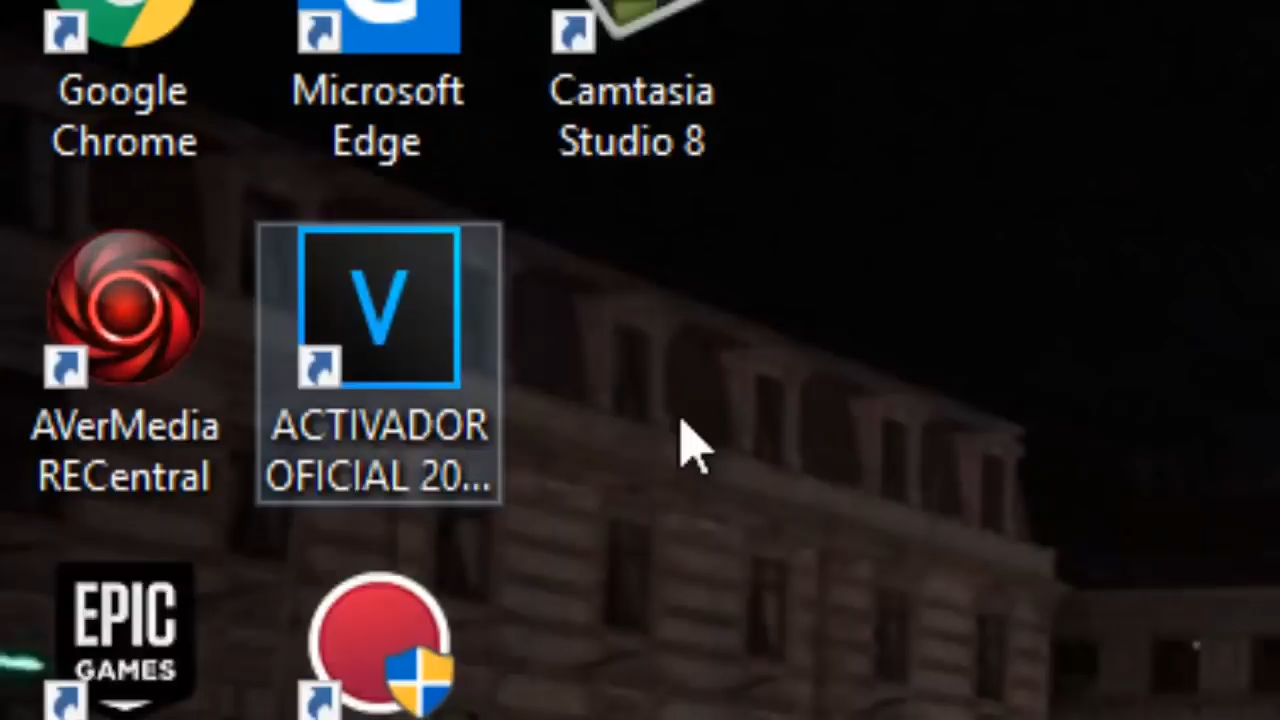 Google
Chrome
Microsoft
Edge
Camtasia
Studio 8
V
AVerMedia
RECentral
ACTIVADOR
OFICIAL 20...
EPIC
GAMES